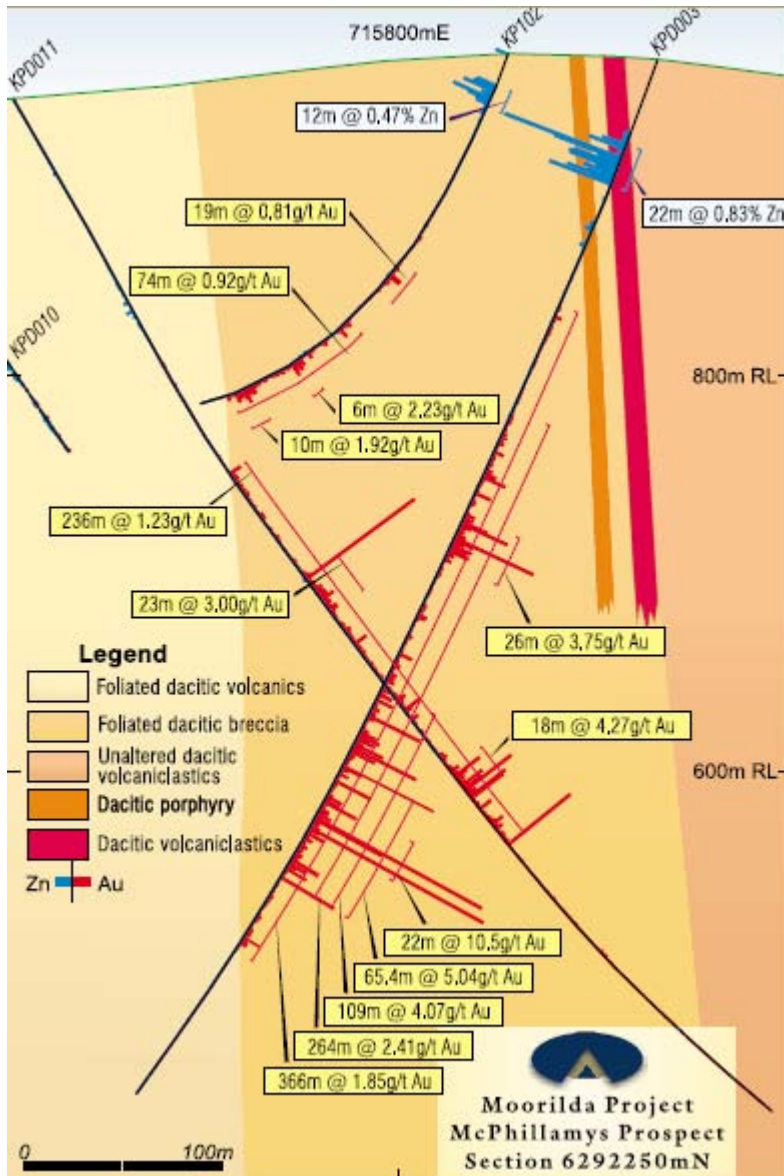 KPD011
715800mE
KP102
KPD003
12m @ 0.47% Zn
22m @ 0.83% Zn
19m @ 0.81g/t Au
74m @ 0.92g/t Au
KPD010
800m RL
6m @ 2.23g/t Au
10m @ 1.92g/t Au
236m @ 1.23g/t Au
23m @ 3.00g/t Au
26m @ 3.75g/t Au
Legend
Foliated dacitic volcanics
Foliated dacitic breccia
Unaltered dacitic
volcaniclastics
Dacitic porphyry
Dacitic volcaniclastics
Zn Au
18m @ 4.27g/t Au
600m RL
22m @ 10.5g/t Au
65.4m @ 5.04g/t Au
109m @ 4.07g/t Au
264m @ 2.41g/t Au
366m @ 1.85g/t Au
Moorilda Project
McPhillamys Prospect
Section 6292250mN
0 100m